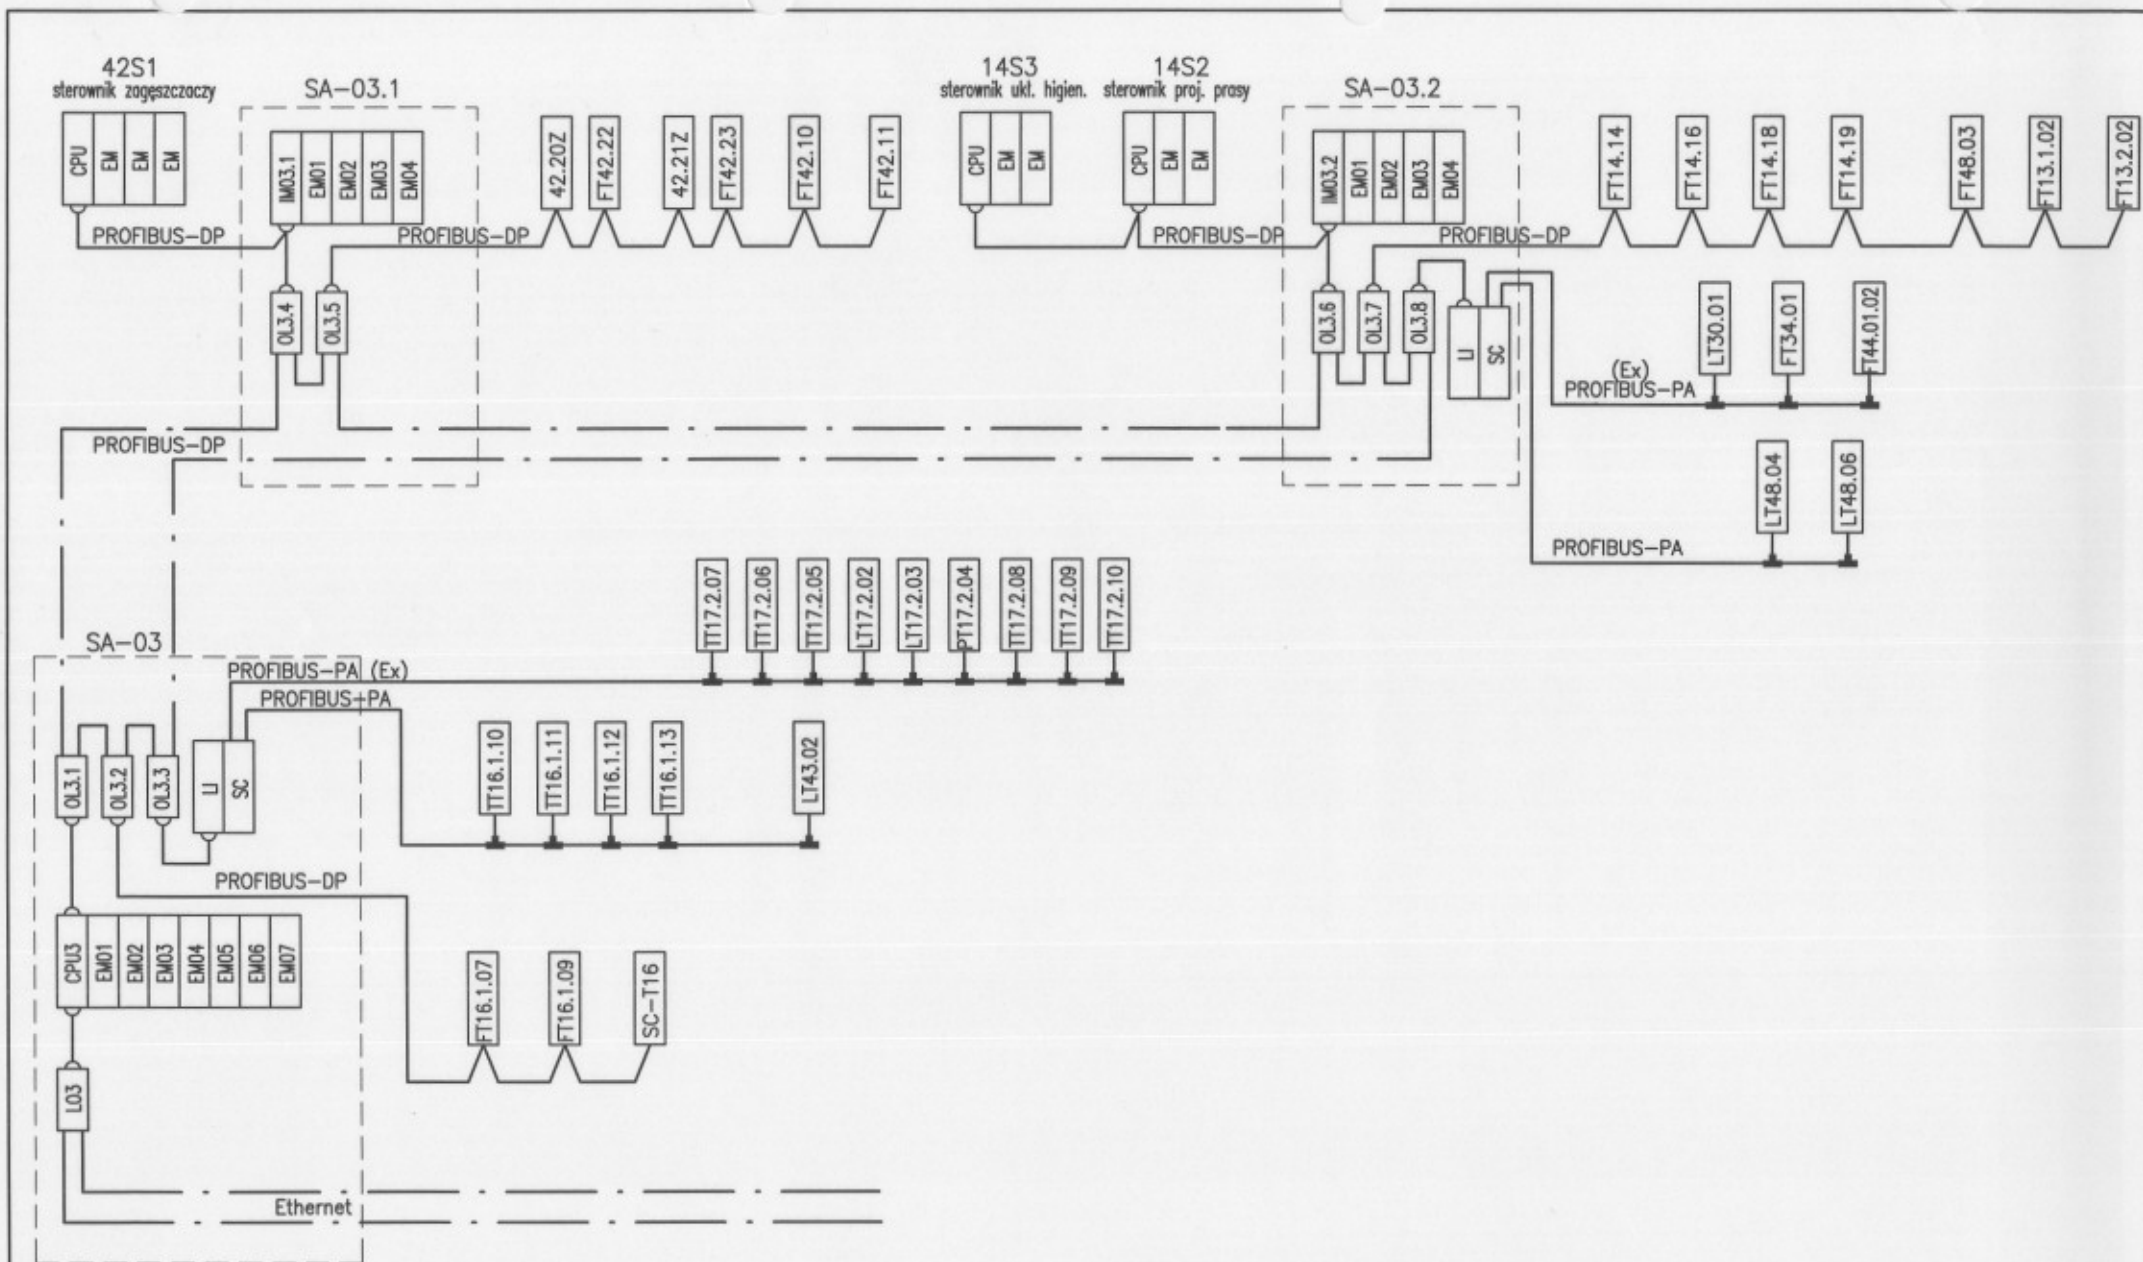 42S1
sterownik zagęszczaczy
SA-03.1
14S3
sterownik ukł. higien.
14S2
sterownik proj. prasy
SA-03.2
CPU
EM
EM
EM
IM03.1
EM01
EM02
EM03
EM04
42.20Z
FT42.22
42.21Z
FT42.23
FT42.10
FT42.11
CPU
EM
EM
CPU
EM
EM
IM03.2
EM01
EM02
EM03
EM04
FT14.14
FT14.16
FT14.18
FT14.19
FT48.03
FT13.1.02
FT13.2.02
PROFIBUS-DP
PROFIBUS-DP
PROFIBUS-DP
PROFIBUS-DP
OL3.4
OL3.5
OL3.6
OL3.7
OL3.8
LI
SC
LT30.01
FT34.01
FT44.01.02
(Ex)
PROFIBUS-PA
PROFIBUS-DP
LT48.04
LT48.06
PROFIBUS-PA
TT17.2.07
TT17.2.06
TT17.2.05
LT17.2.02
LT17.2.03
PT17.2.04
TT17.2.08
TT17.2.09
TT17.2.10
SA-03
PROFIBUS-PA (Ex)
PROFIBUS-PA
OL3.1
OL3.2
OL3.3
LI
SC
TT16.1.10
TT16.1.11
TT16.1.12
TT16.1.13
LT43.02
PROFIBUS-DP
CPU3
EM01
EM02
EM03
EM04
EM05
EM06
EM07
FT16.1.07
FT16.1.09
SC-T16
LO3
Ethernet